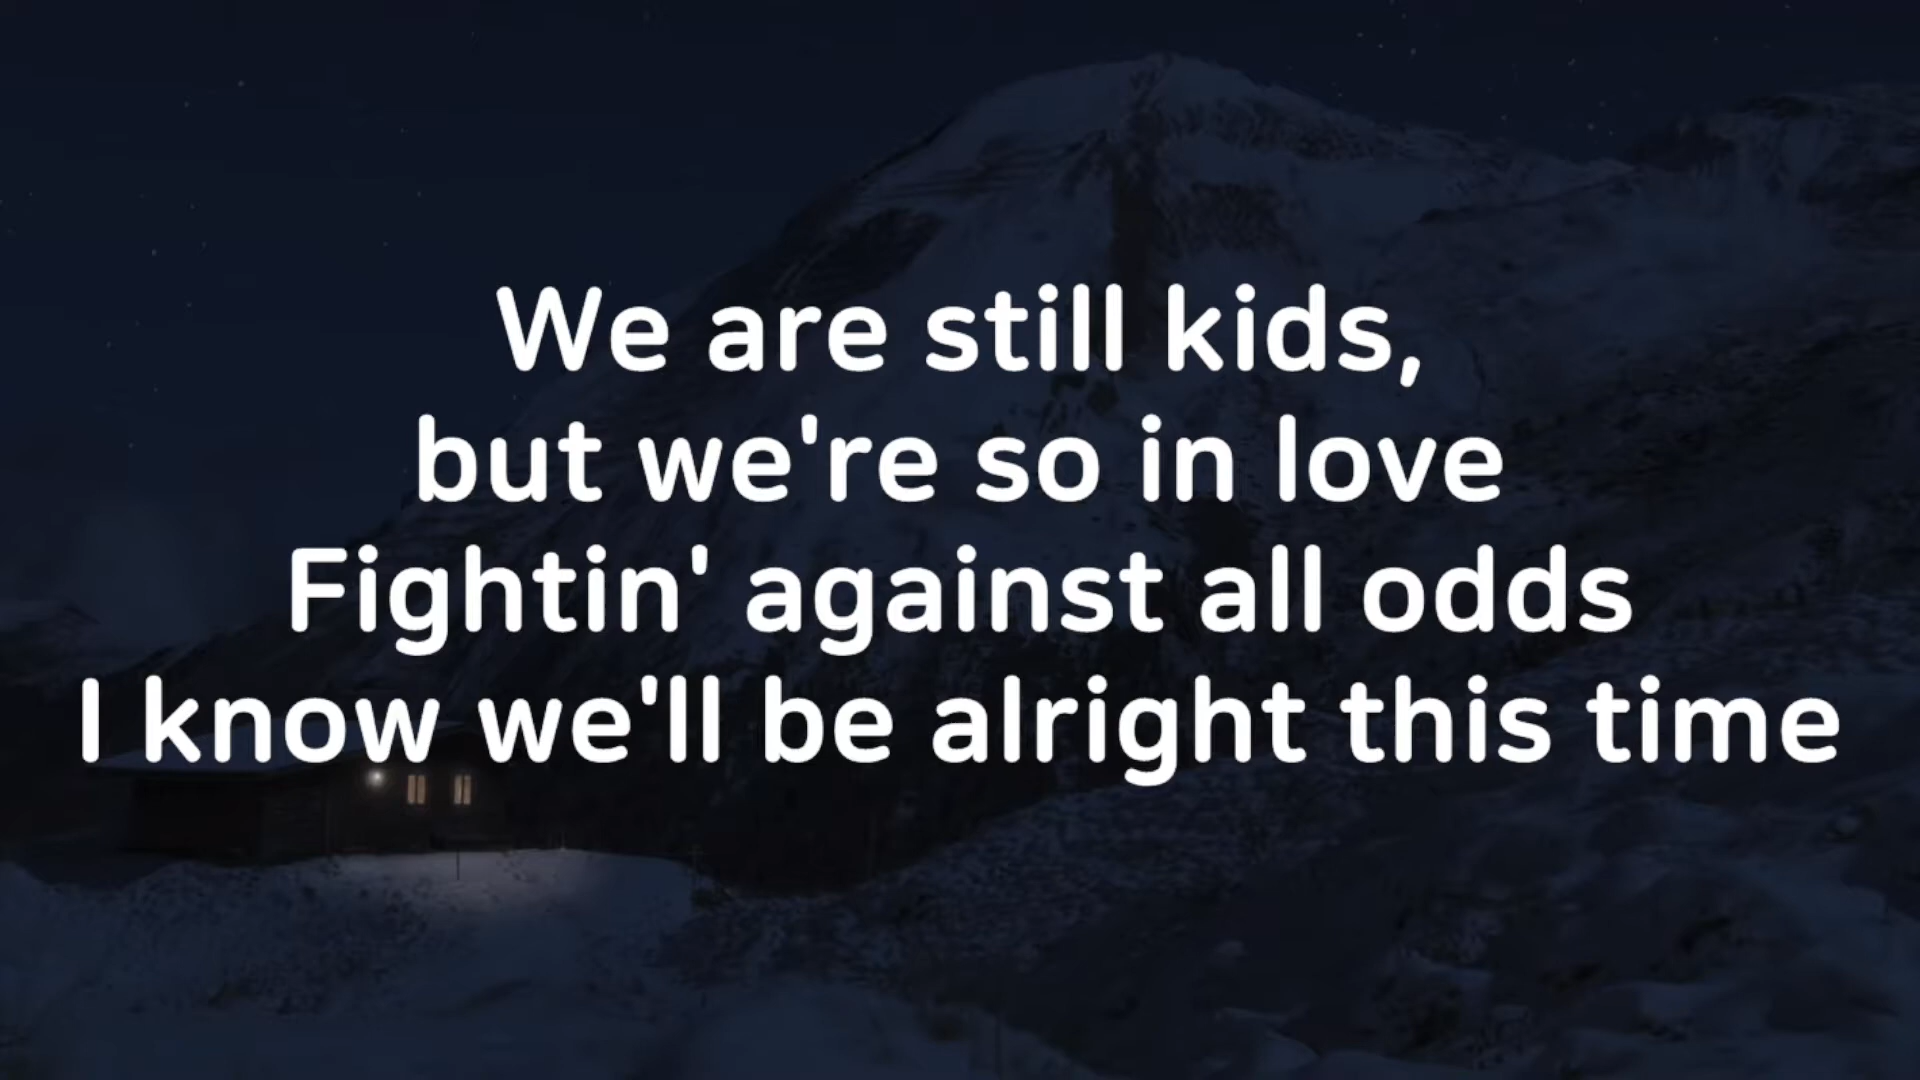 We are still kids,
but we're so in love
Fightin' against all odds
I know we'll be alright this time